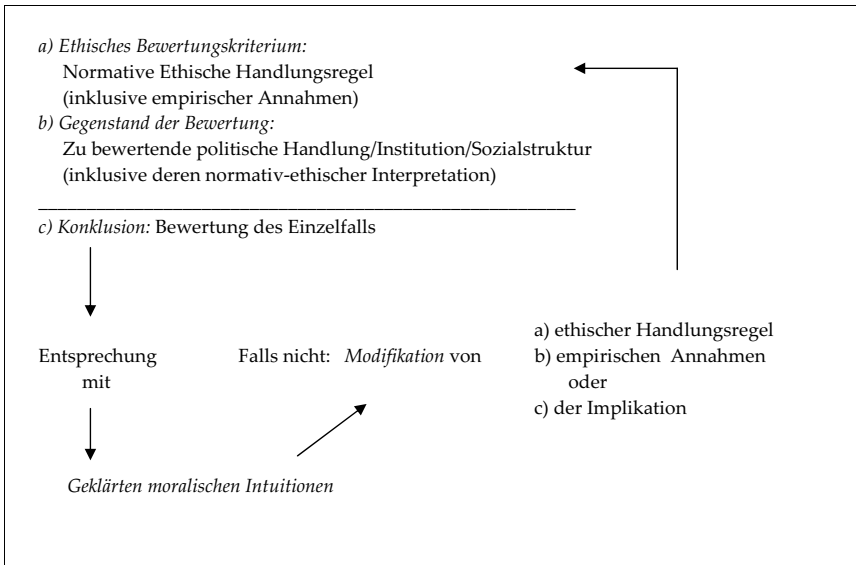 a) Ethisches Bewertungskriterium:
Normative Ethische Handlungsregel
(inklusive empirischer Annahmen)
b) Gegenstand der Bewertung:
Zu bewertende politische Handlung/Institution/Sozialstruktur
(inklusive deren normativ-ethischer Interpretation)
c) Konklusion: Bewertung des Einzelfalls
Entsprechung
mit
Geklärten moralischen Intuitionen
Falls nicht: Modifikation von
a) ethischer Handlungsregel
b) empirischen Annahmen
oder
c) der Implikation